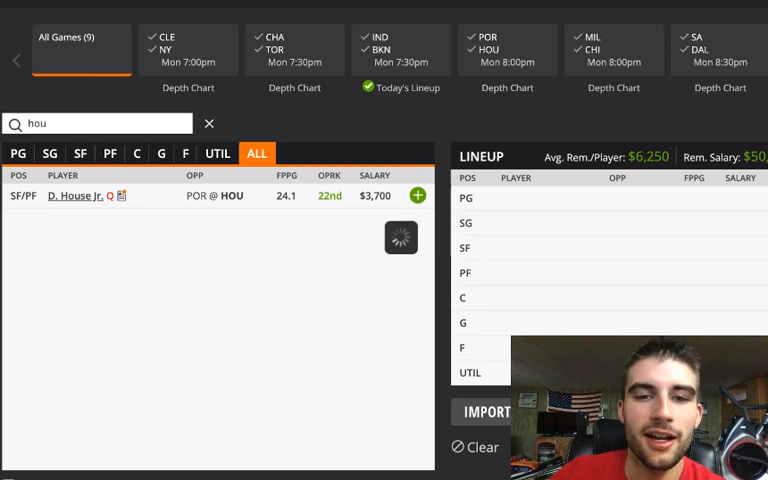 All Games (9)
CLE
NY
Mon 7:00pm
CHA
TOR
Mon 7:30pm
IND
BKN
Mon 7:30pm
POR
HOU
Mon 8:00pm
MIL
CHI
Mon 8:00pm
SA
DAL
Mon 8:30pm
Depth Chart
Depth Chart
Today's Lineup
Depth Chart
Depth Chart
Depth Chart
hou
PG SG SF PF C G F UTIL ALL
POS PLAYER OPP FPPG OPRK SALARY
SF/PF D. House Jr. Q POR @ HOU 24.1 22nd $3,700
LINEUP Avg. Rem./Player: $6,250 Rem. Salary: $50,
POS PLAYER OPP FPPG SALARY
PG
SG
SF
PF
C
G
F
UTIL
IMPORT
Clear